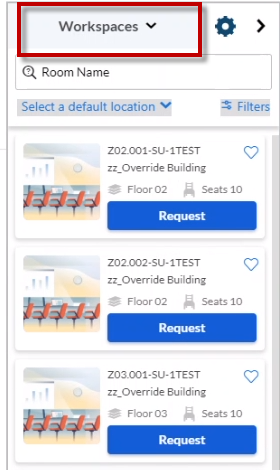 Workspaces
Room Name
Select a default location Filters
Z02.001-SU-1TEST
zz_Override Building
Floor 02 Seats 10
Request
Z02.002-SU-1TEST
zz_Override Building
Floor 02 Seats 10
Request
Z03.001-SU-1TEST
zz_Override Building
Floor 03 Seats 10
Request